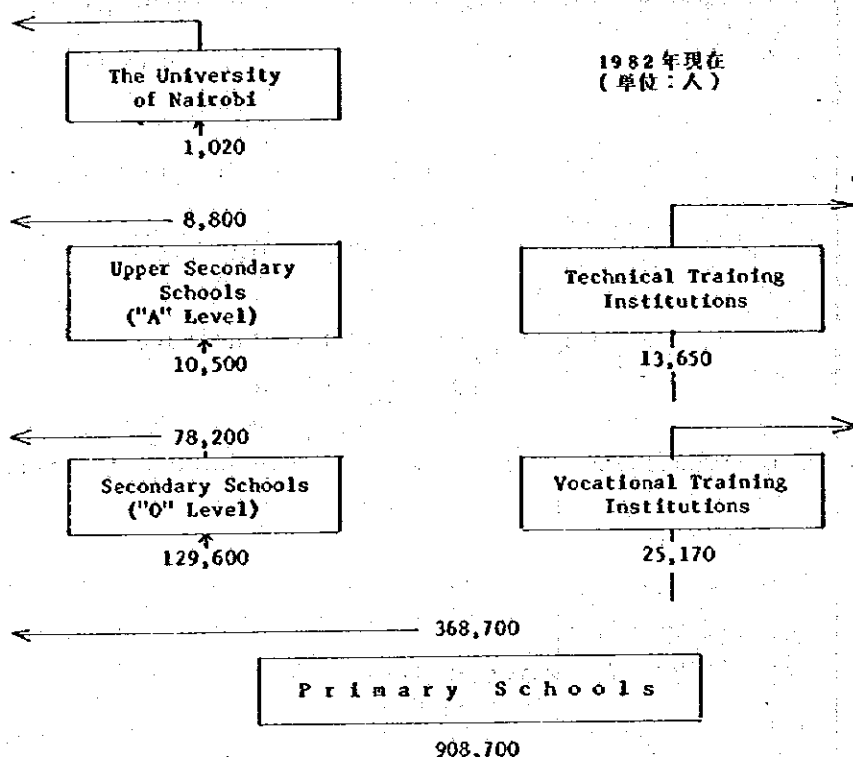 The University
of Nairobi
1982年現在
(単位:人)
1,020
8,800
Upper Secondary
Schools
("A" Level)
Technical Training
Institutions
10,500
13,650
78,200
Secondary Schools
("O" Level)
Vocational Training
Institutions
129,600
25,170
368,700
Primary Schools
908,700